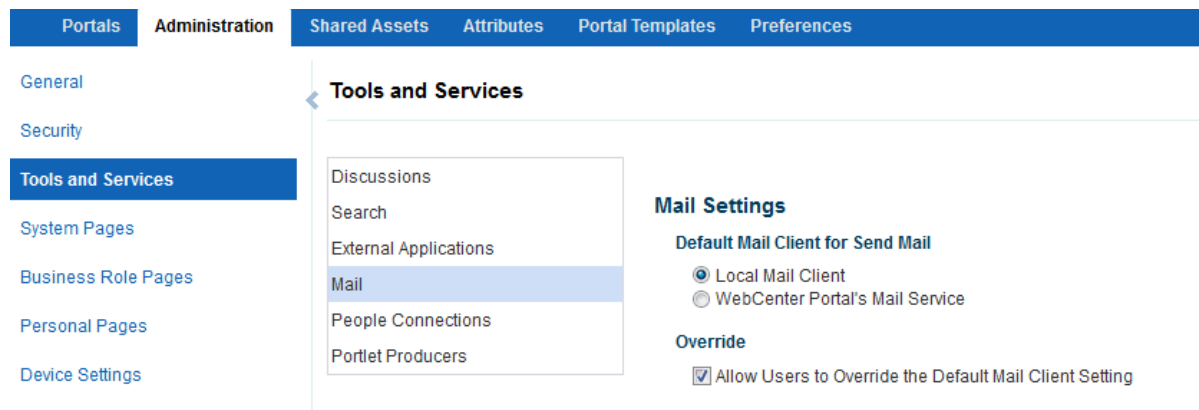 Portals Administration Shared Assets Attributes Portal Templates Preferences
General
Security
Tools and Services
System Pages
Business Role Pages
Personal Pages
Device Settings
Tools and Services
Discussions
Search
External Applications
Mail
People Connections
Portlet Producers
Mail Settings
Default Mail Client for Send Mail
Local Mail Client
WebCenter Portal's Mail Service
Override
Allow Users to Override the Default Mail Client Setting